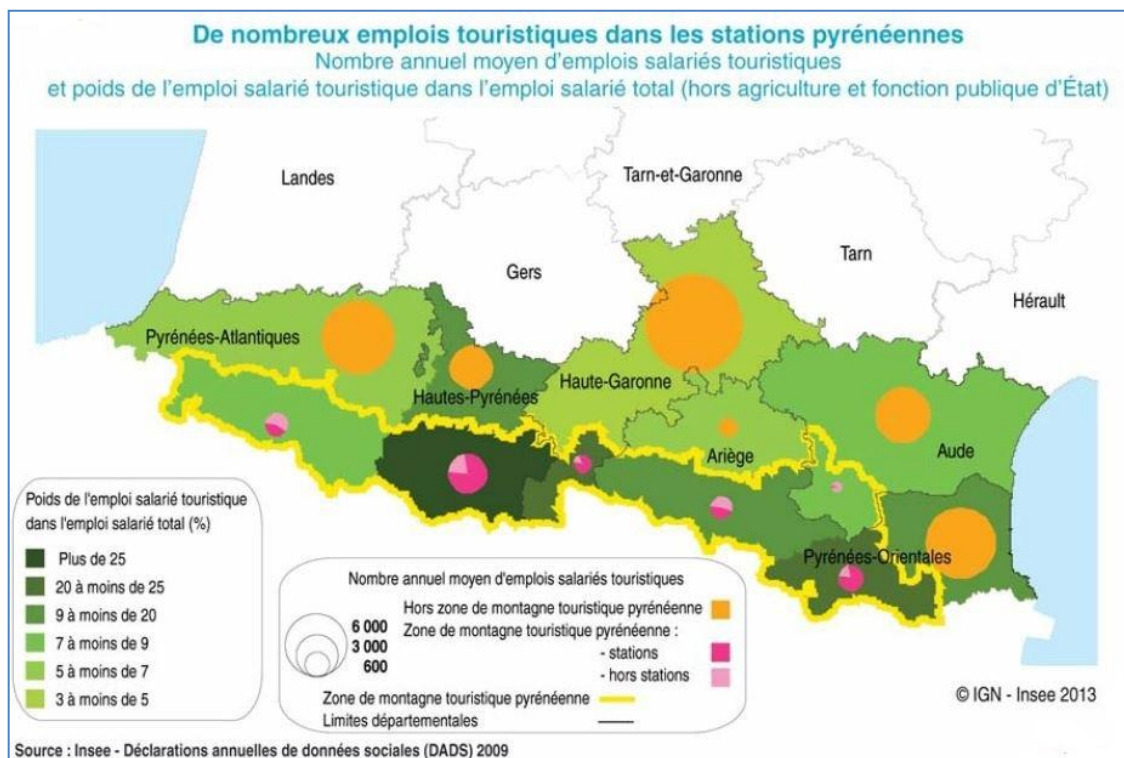 De nombreux emplois touristiques dans les stations pyrénéennes
Nombre annuel moyen d'emplois salariés touristiques
et poids de l'emploi salarié touristique dans l'emploi salarié total (hors agriculture et fonction publique d'État)
Landes
Tarn-et-Garonne
Gers
Tarn
Hérault
Pyrénées-Atlantiques
Hautes-Pyrénées
Haute-Garonne
Ariège
Aude
Pyrénées-Orientales
Poids de l'emploi salarié touristique
dans l'emploi salarié total (%)
Plus de 25
20 à moins de 25
9 à moins de 20
7 à moins de 9
5 à moins de 7
3 à moins de 5
Nombre annuel moyen d'emplois salariés touristiques
6 000
3 000
600
Hors zone de montagne touristique pyrénéenne
Zone de montagne touristique pyrénéenne :
- stations
- hors stations
Zone de montagne touristique pyrénéenne
Limites départementales
© IGN - Insee 2013
Source : Insee - Déclarations annuelles de données sociales (DADS) 2009